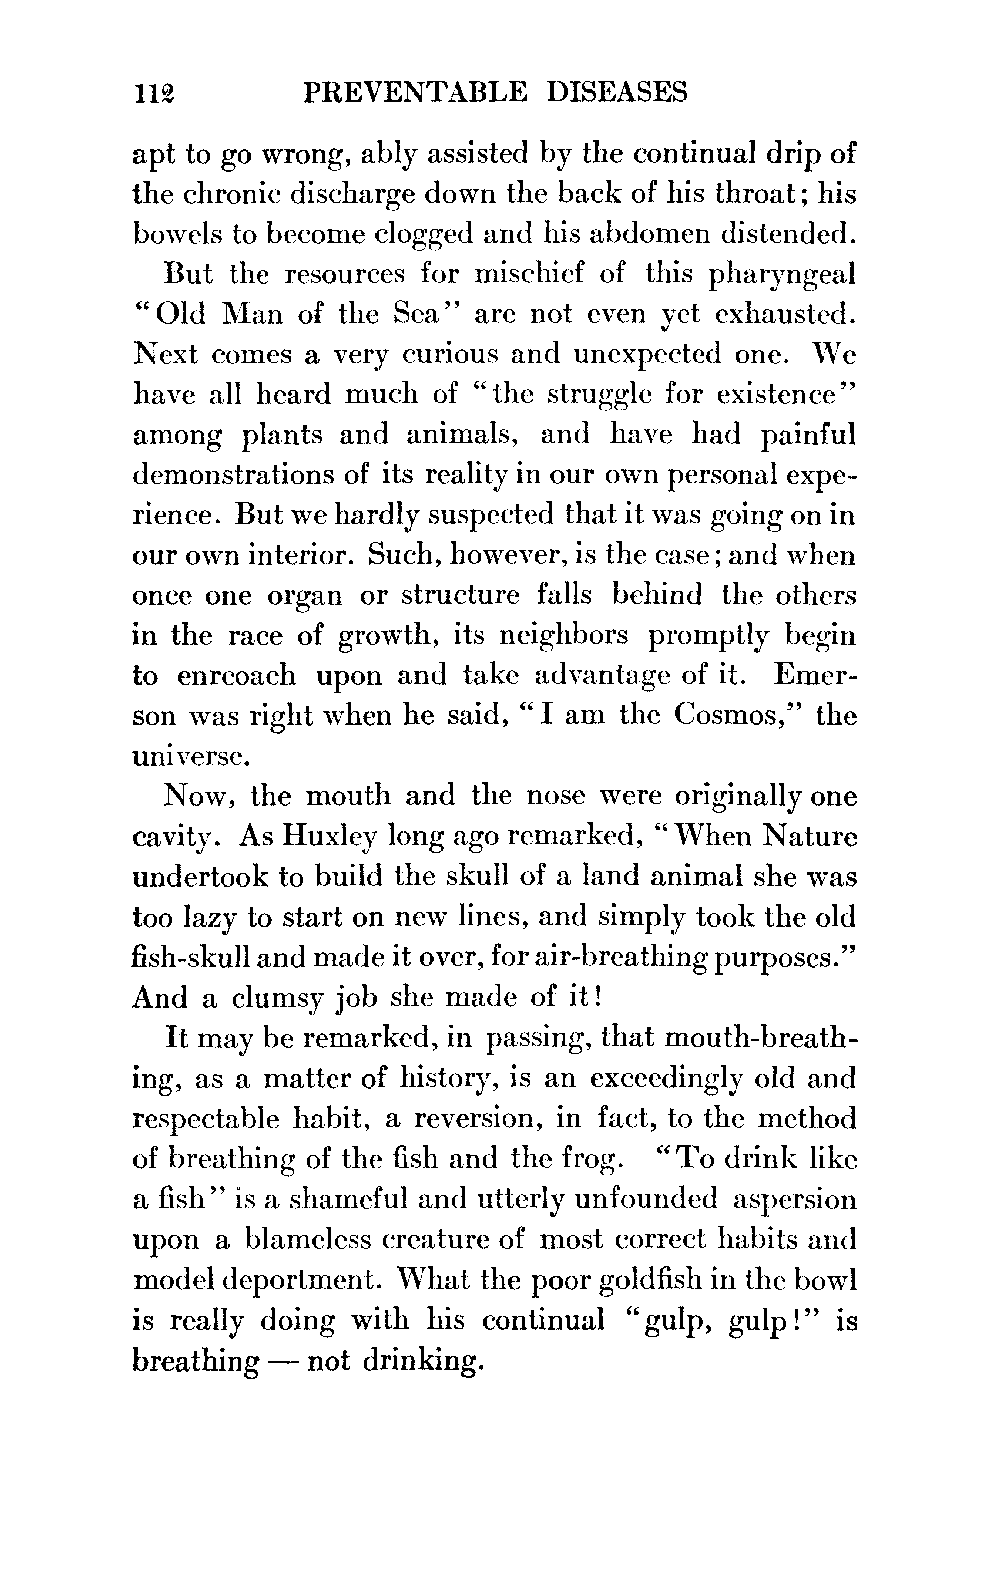 112 PREVENTABLE DISEASES
apt to go wrong, ably assisted by the continual drip of
the chronic discharge down the back of his throat; his
bowels to become clogged and his abdomen distended.
But the resources for mischief of this pharyngeal
"Old Man of the Sea" are not even yet exhausted.
Next comes a very curious and unexpected one. We
have all heard much of "the struggle for existence"
among plants and animals, and have had painful
demonstrations of its reality in our own personal expe-
rience. But we hardly suspected that it was going on in
our own interior. Such, however, is the case; and when
once one organ or structure falls behind the others
in the race of growth, its neighbors promptly begin
to enrcoach upon and take advantage of it. Emer-
son was right when he said, "I am the Cosmos," the
universe.
Now, the mouth and the nose were originally one
cavity. As Huxley long ago remarked, "When Nature
undertook to build the skull of a land animal she was
too lazy to start on new lines, and simply took the old
fish-skull and made it over, for air-breathing purposes."
And a clumsy job she made of it!
It may be remarked, in passing, that mouth-breath-
ing, as a matter of history, is an exceedingly old and
respectable habit, a reversion, in fact, to the method
of breathing of the fish and the frog. "To drink like
a fish" is a shameful and utterly unfounded aspersion
upon a blameless creature of most correct habits and
model deportment. What the poor goldfish in the bowl
is really doing with his continual "gulp, gulp!" is
breathing — not drinking.